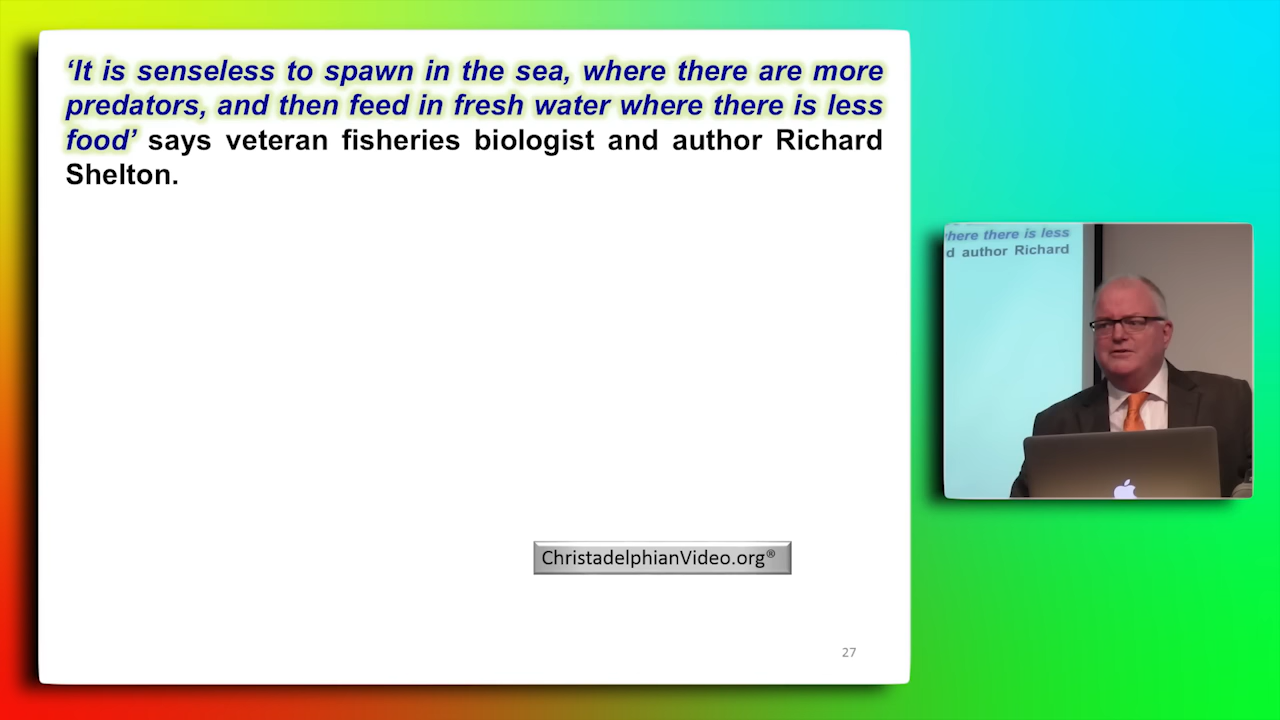 ‘It is senseless to spawn in the sea, where there are more
predators, and then feed in fresh water where there is less
food’ says veteran fisheries biologist and author Richard
Shelton.
ChristadelphianVideo.org®
27
here there is less
d author Richard